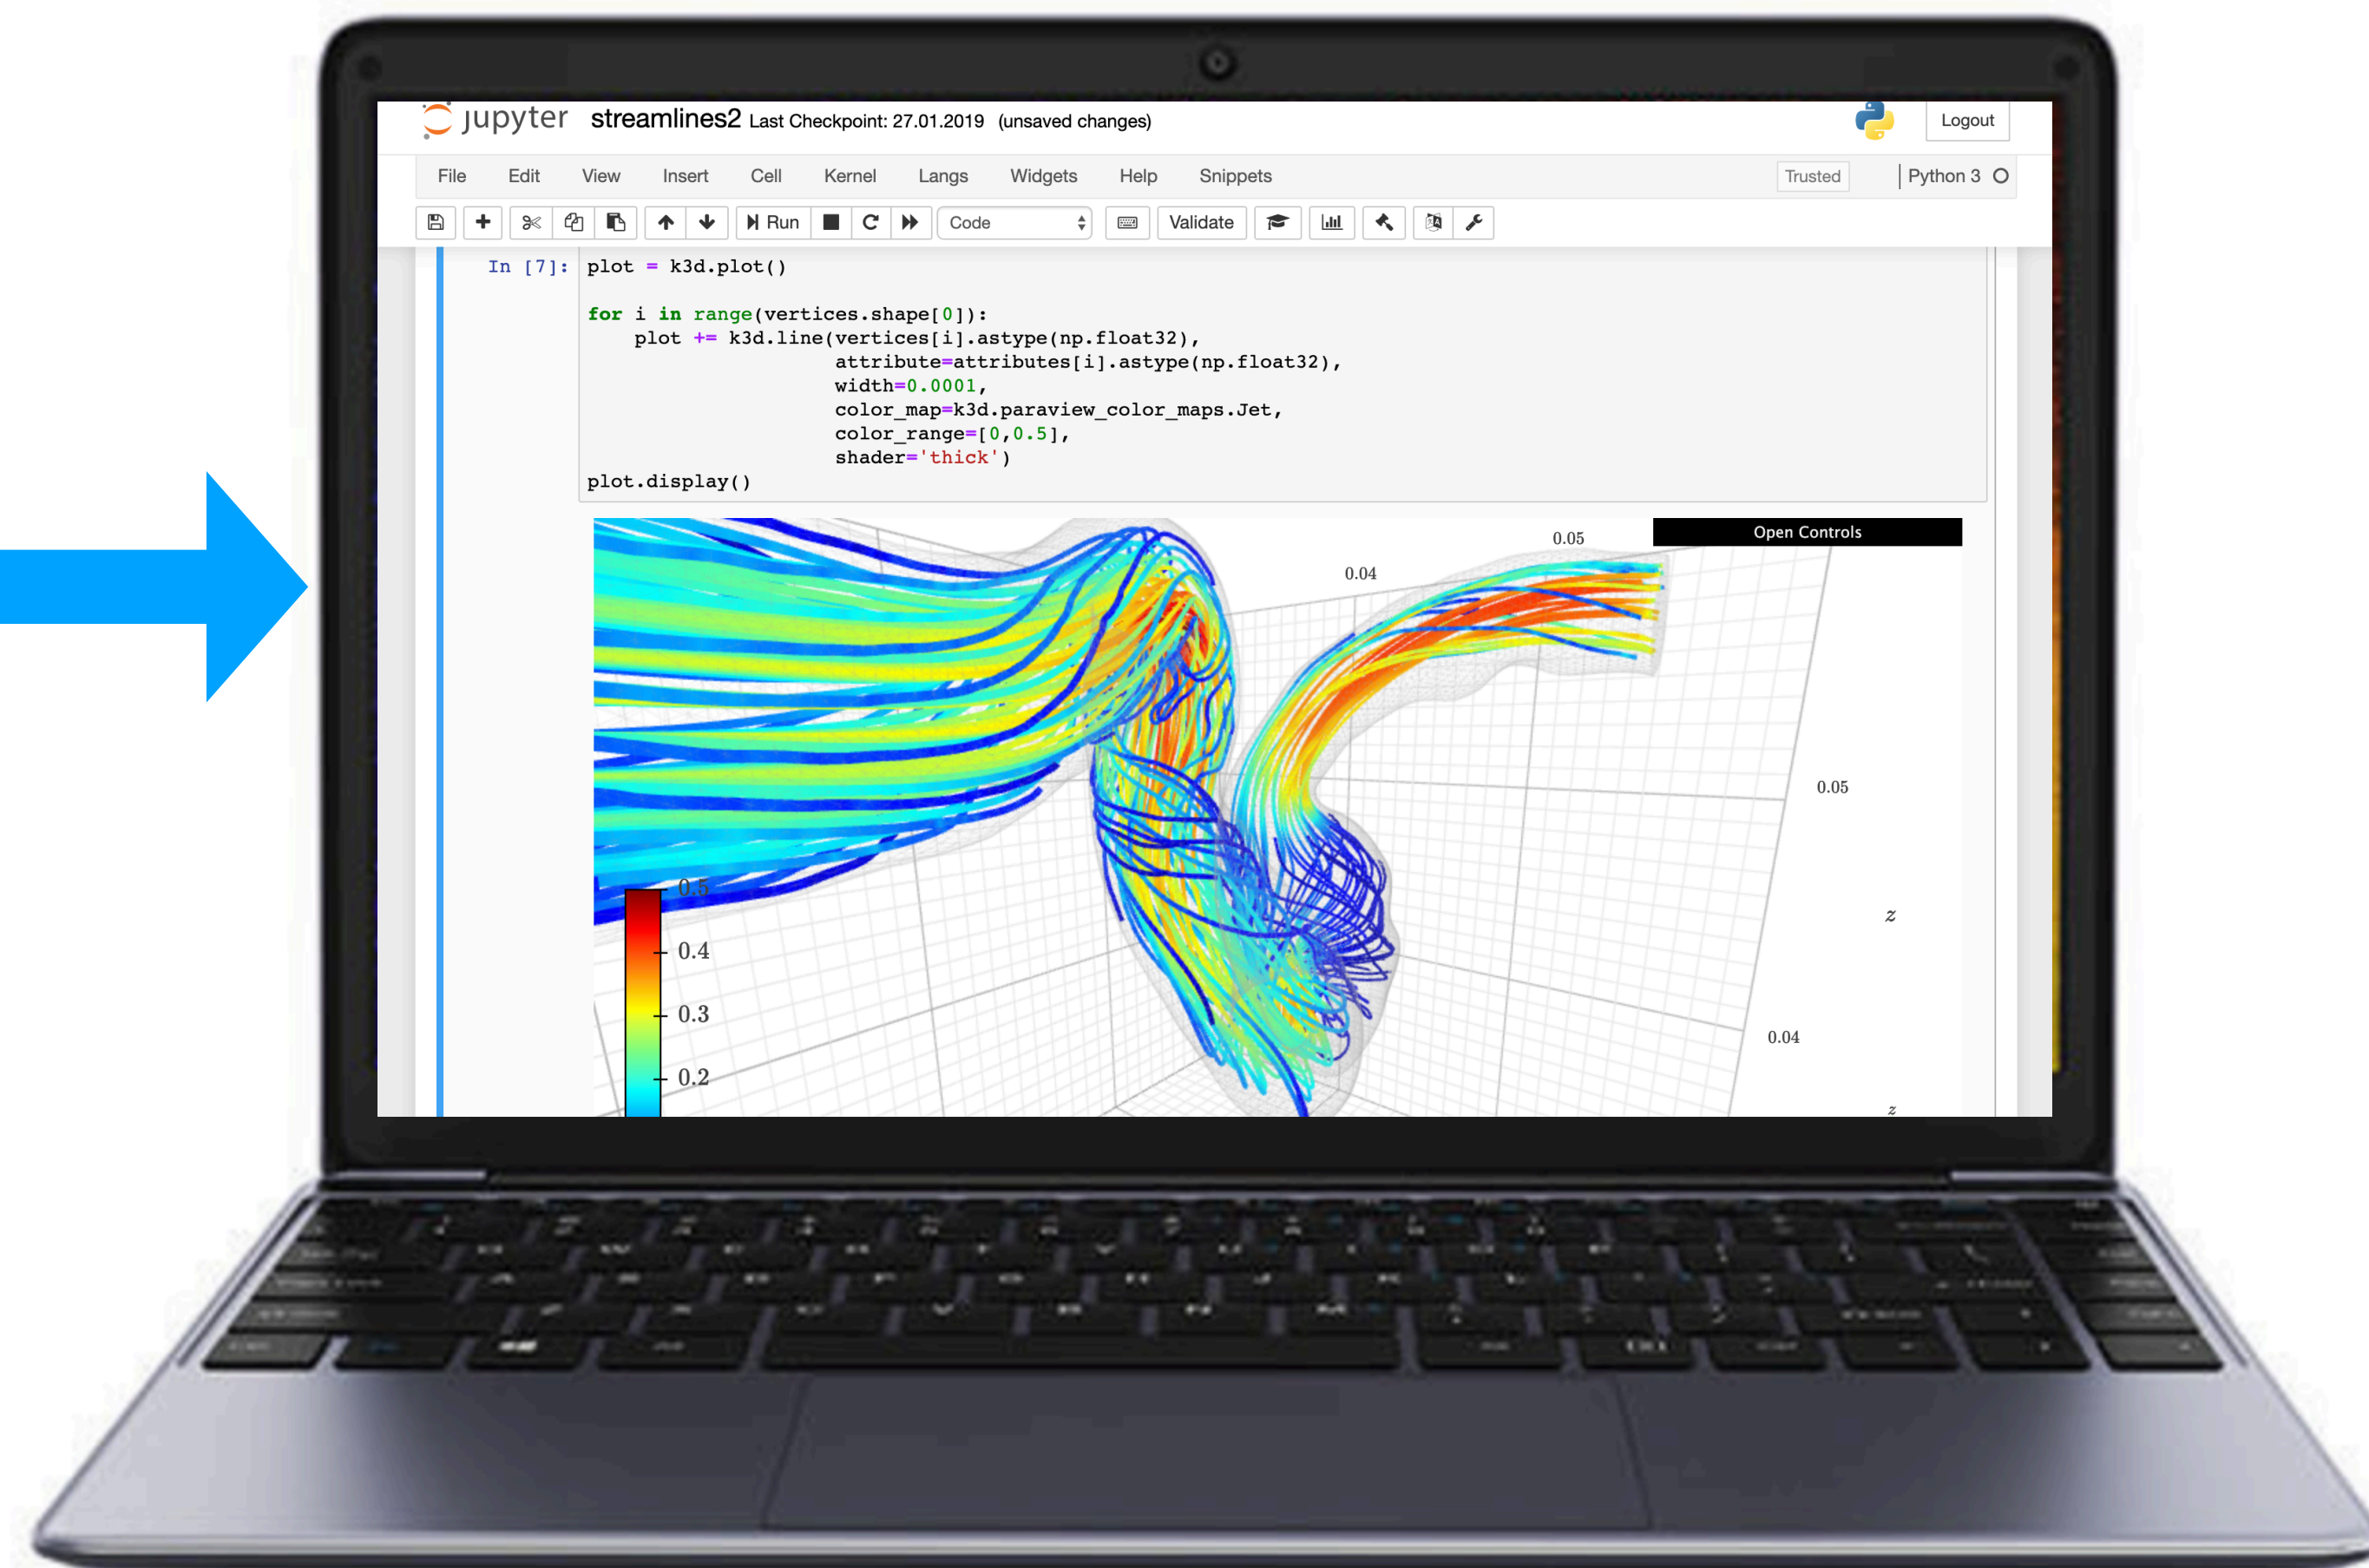 jupyter streamlines2 Last Checkpoint: 27.01.2019 (unsaved changes) Logout
File Edit View Insert Cell Kernel Langs Widgets Help Snippets Trusted Python 3
Run Code Validate
In [7]: plot = k3d.plot()
for i in range(vertices.shape[0]):
plot += k3d.line(vertices[i].astype(np.float32),
attribute=attributes[i].astype(np.float32),
width=0.0001,
color_map=k3d.paraview_color_maps.Jet,
color_range=[0,0.5],
shader='thick')
plot.display()
Open Controls
0.05
0.04
0.05
0.5
z
0.4
0.3
0.04
0.2
z